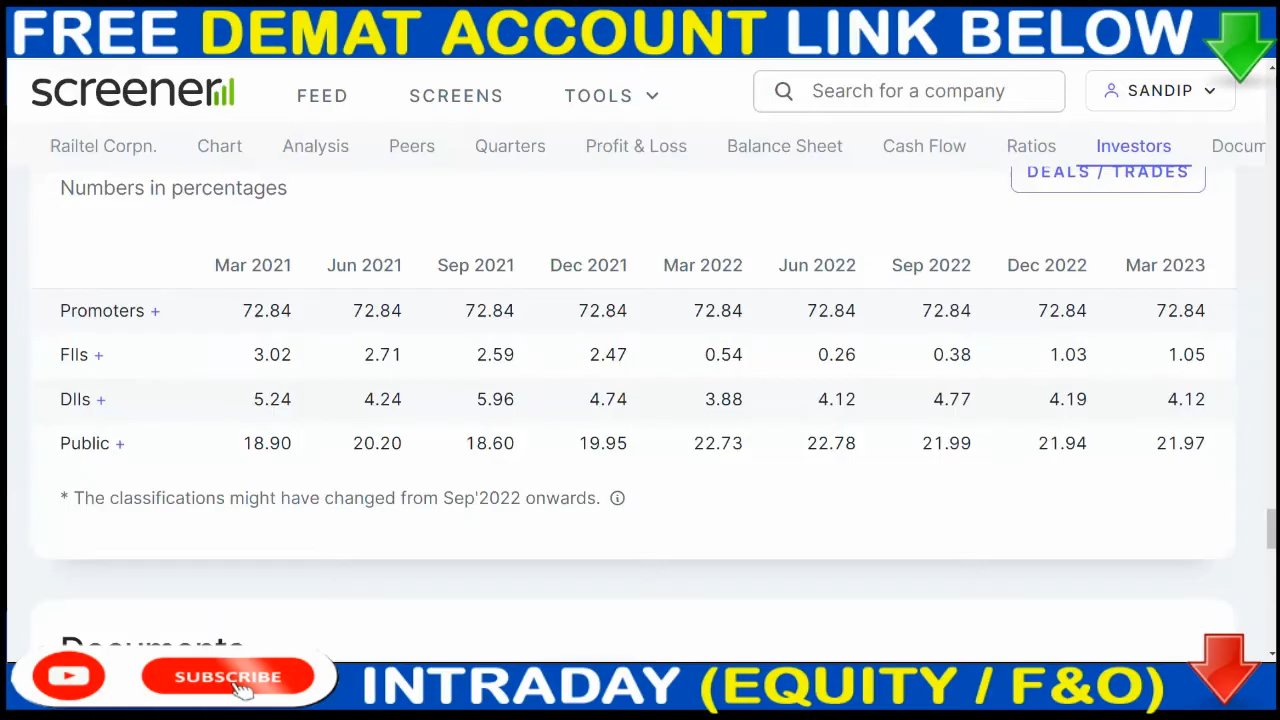 FREE DEMAT ACCOUNT LINK BELOW
screener FEED SCREENS TOOLS Search for a company SANDIP
Railtel Corpn. Chart Analysis Peers Quarters Profit & Loss Balance Sheet Cash Flow Ratios Investors Docum
Numbers in percentages DEALS / TRADES
Mar 2021 Jun 2021 Sep 2021 Dec 2021 Mar 2022 Jun 2022 Sep 2022 Dec 2022 Mar 2023
Promoters + 72.84 72.84 72.84 72.84 72.84 72.84 72.84 72.84 72.84
FIIs + 3.02 2.71 2.59 2.47 0.54 0.26 0.38 1.03 1.05
DIIs + 5.24 4.24 5.96 4.74 3.88 4.12 4.77 4.19 4.12
Public + 18.90 20.20 18.60 19.95 22.73 22.78 21.99 21.94 21.97
* The classifications might have changed from Sep'2022 onwards.
Documents
SUBSCRIBE
INTRADAY (EQUITY / F&O)